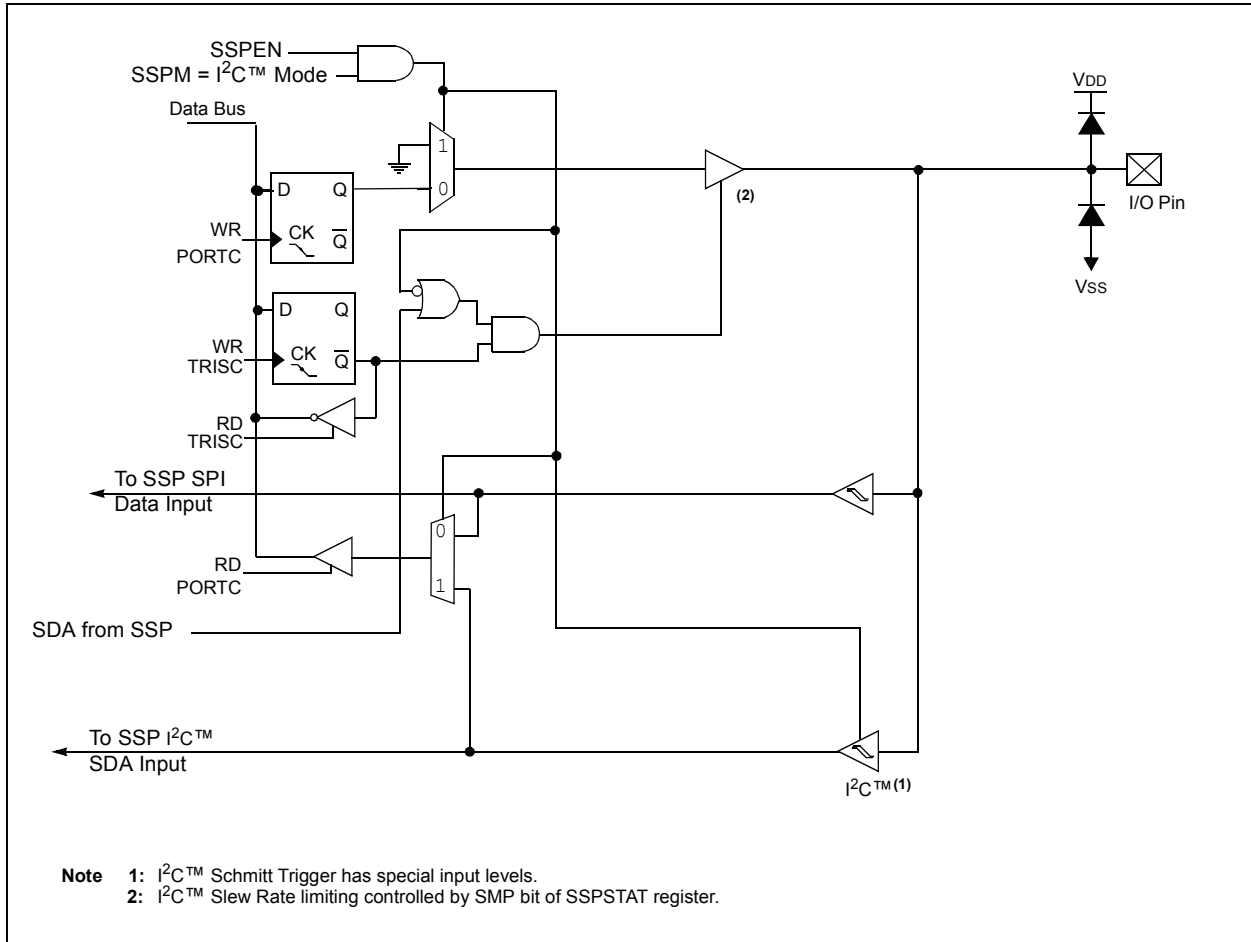 SSPEN
SSPM = I²C™ Mode
Data Bus
VDD
1
0
D Q
CK Q̅
WR
PORTC
(2)
I/O Pin
VSS
D Q
CK Q̅
WR
TRISC
RD
TRISC
To SSP SPI
Data Input
0
1
RD
PORTC
SDA from SSP
To SSP I²C™
SDA Input
I²C™(1)
Note 1: I²C™ Schmitt Trigger has special input levels.
2: I²C™ Slew Rate limiting controlled by SMP bit of SSPSTAT register.